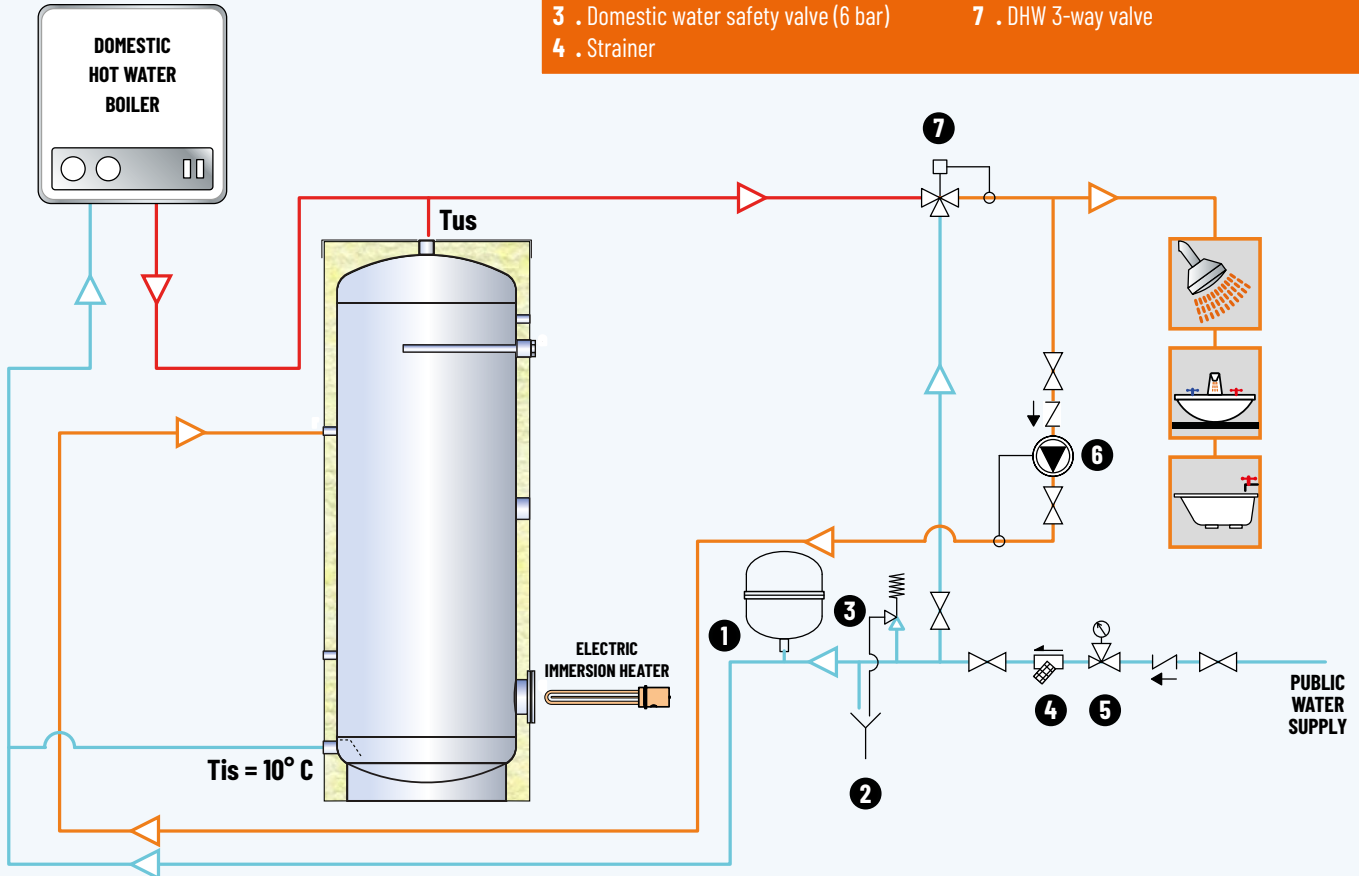 3 . Domestic water safety valve (6 bar)
7 . DHW 3-way valve
4 . Strainer
DOMESTIC
HOT WATER
BOILER
7
Tus
6
3
1
ELECTRIC
IMMERSION HEATER
4
5
PUBLIC
WATER
SUPPLY
Tis = 10° C
2